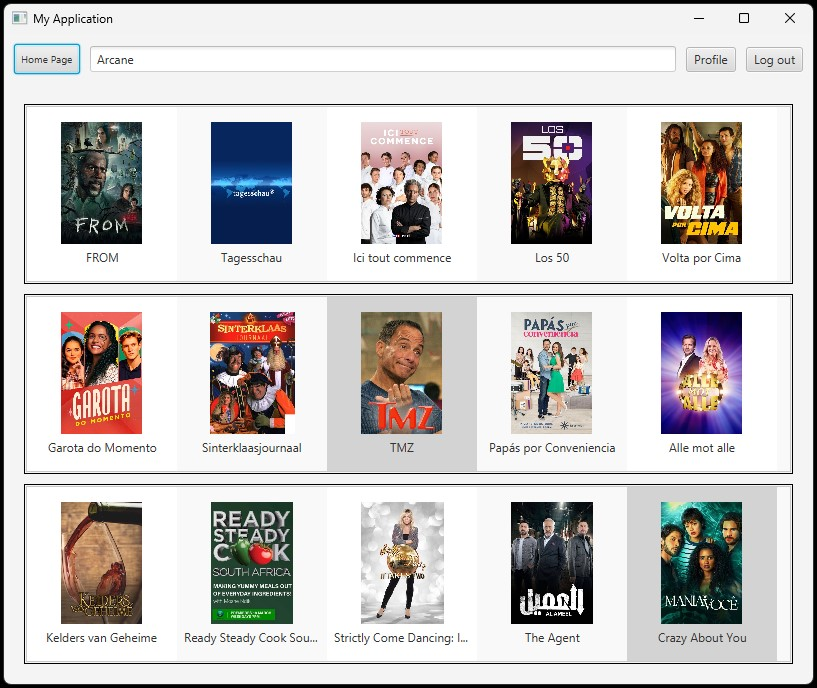 My Application
Home Page
Arcane
Profile
Log out
FROM
tagesschau
ICI TOUT
COMMENCE
LOS
50
VOLTA
POR CIMA
FROM
Tagesschau
Ici tout commence
Los 50
Volta por Cima
GAROTA
DO MOMENTO
SINTERKLAAS
JOURNAAL
TMZ
PAPÁS por
conveniencia
ALLE
MOT
ALLE
Garota do Momento
Sinterklaasjournaal
TMZ
Papás por Conveniencia
Alle mot alle
KELDERS
VAN GEHEIME
READY
STEADY
COOK
SOUTH AFRICA
MAKING YUMMY MEALS OUT
OF EVERYDAY INGREDIENTS!
IT TAKES TWO
العميل
AL AMEEL
MANIA de VOCÊ
Kelders van Geheime
Ready Steady Cook Sou...
Strictly Come Dancing: I...
The Agent
Crazy About You